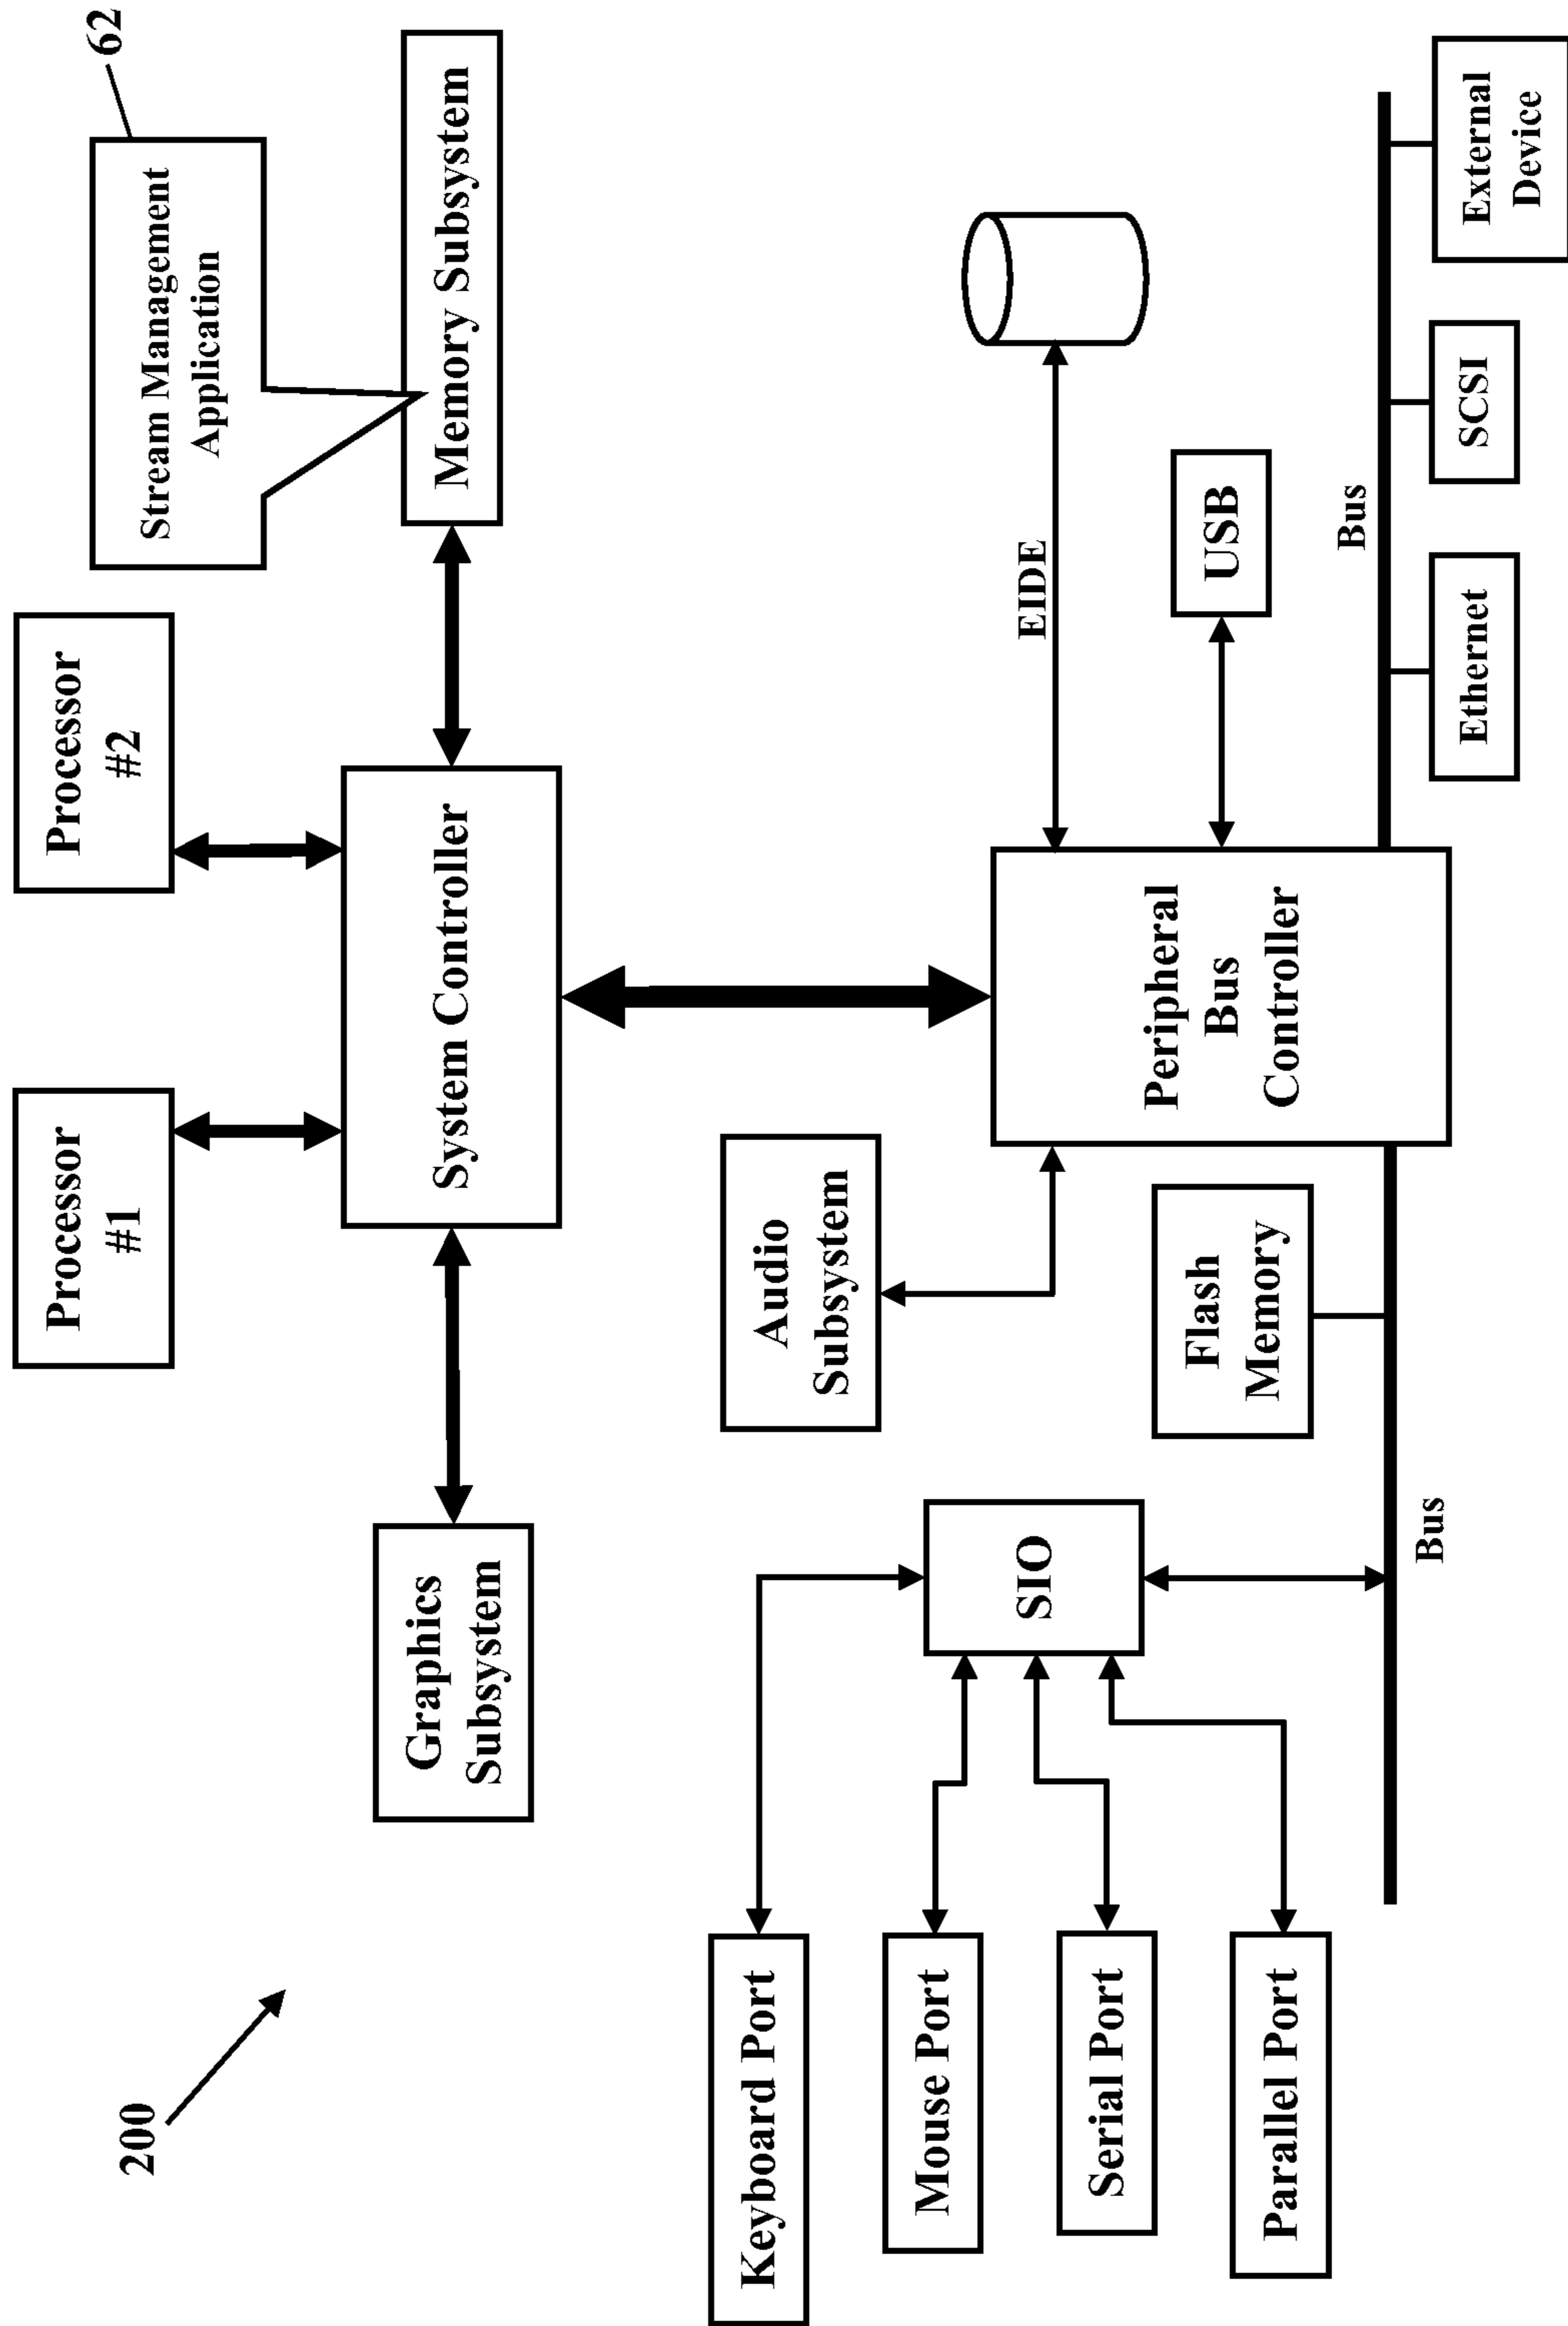 200
62
Processor
#1
Processor
#2
Stream Management
Application
Graphics
Subsystem
System Controller
Memory Subsystem
Keyboard Port
Mouse Port
Serial Port
Parallel Port
SIO
Audio
Subsystem
Flash
Memory
Peripheral
Bus
Controller
EIDE
USB
Bus
Bus
Ethernet
SCSI
External
Device